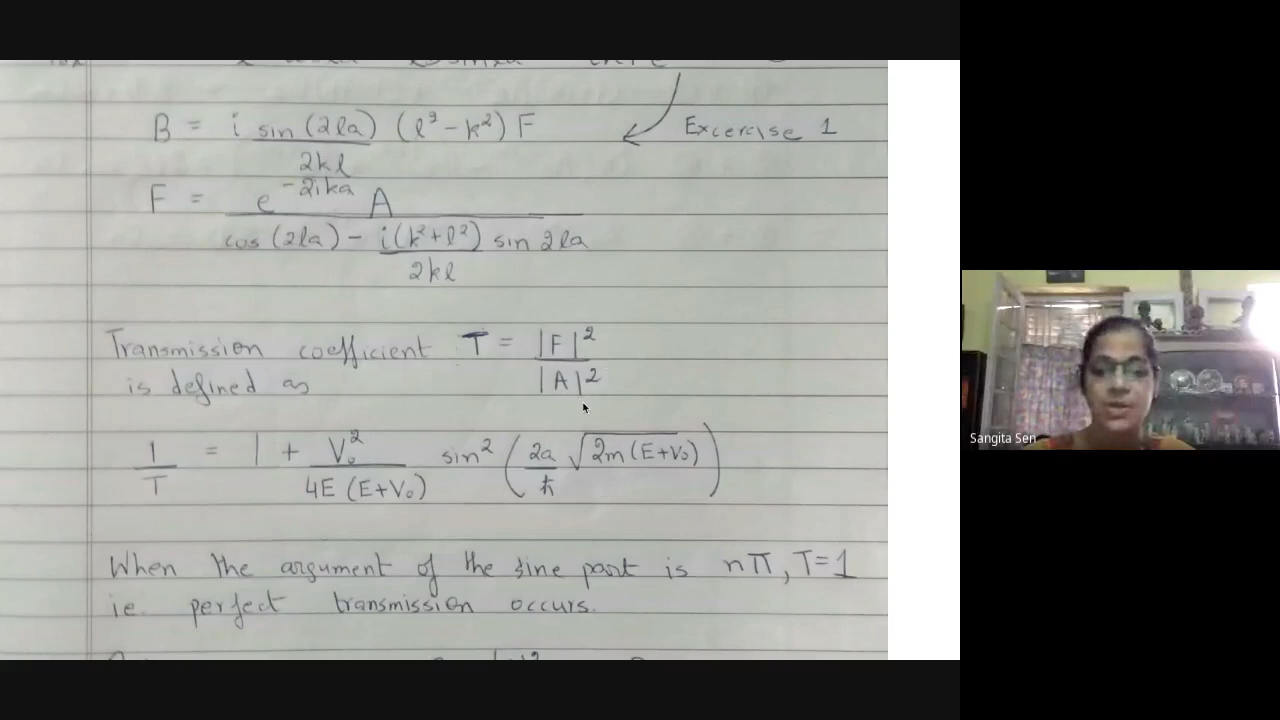 B = i sin(2la) (l² - k²) F
2kl
Excercise 1
F = e^{-2ika} A
cos(2la) - i(k²+l²) sin 2la
2kl
Transmission coefficient T = |F|²
is defined as |A|²
1/T = 1 + V₀²/4E(E+V₀) sin² (2a/ħ √2m(E+V₀))
When the argument of the sine part is nπ, T=1
ie. perfect transmission occurs.
Sangita Sen